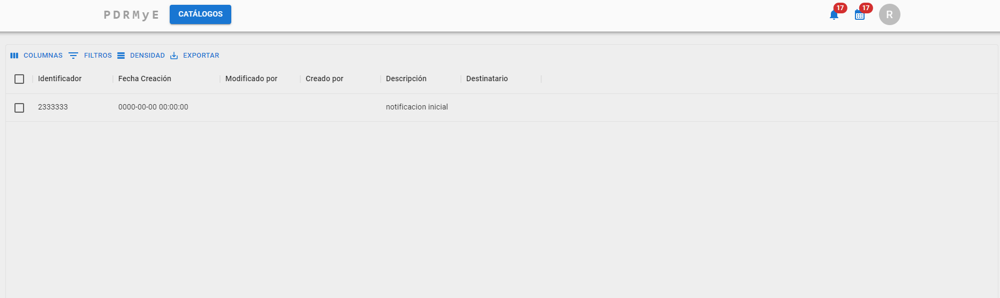 PDRMyE CATÁLOGOS 17 17 R
COLUMNAS FILTROS DENSIDAD EXPORTAR
Identificador Fecha Creación Modificado por Creado por Descripción Destinatario
2333333 0000-00-00 00:00:00 notificacion inicial